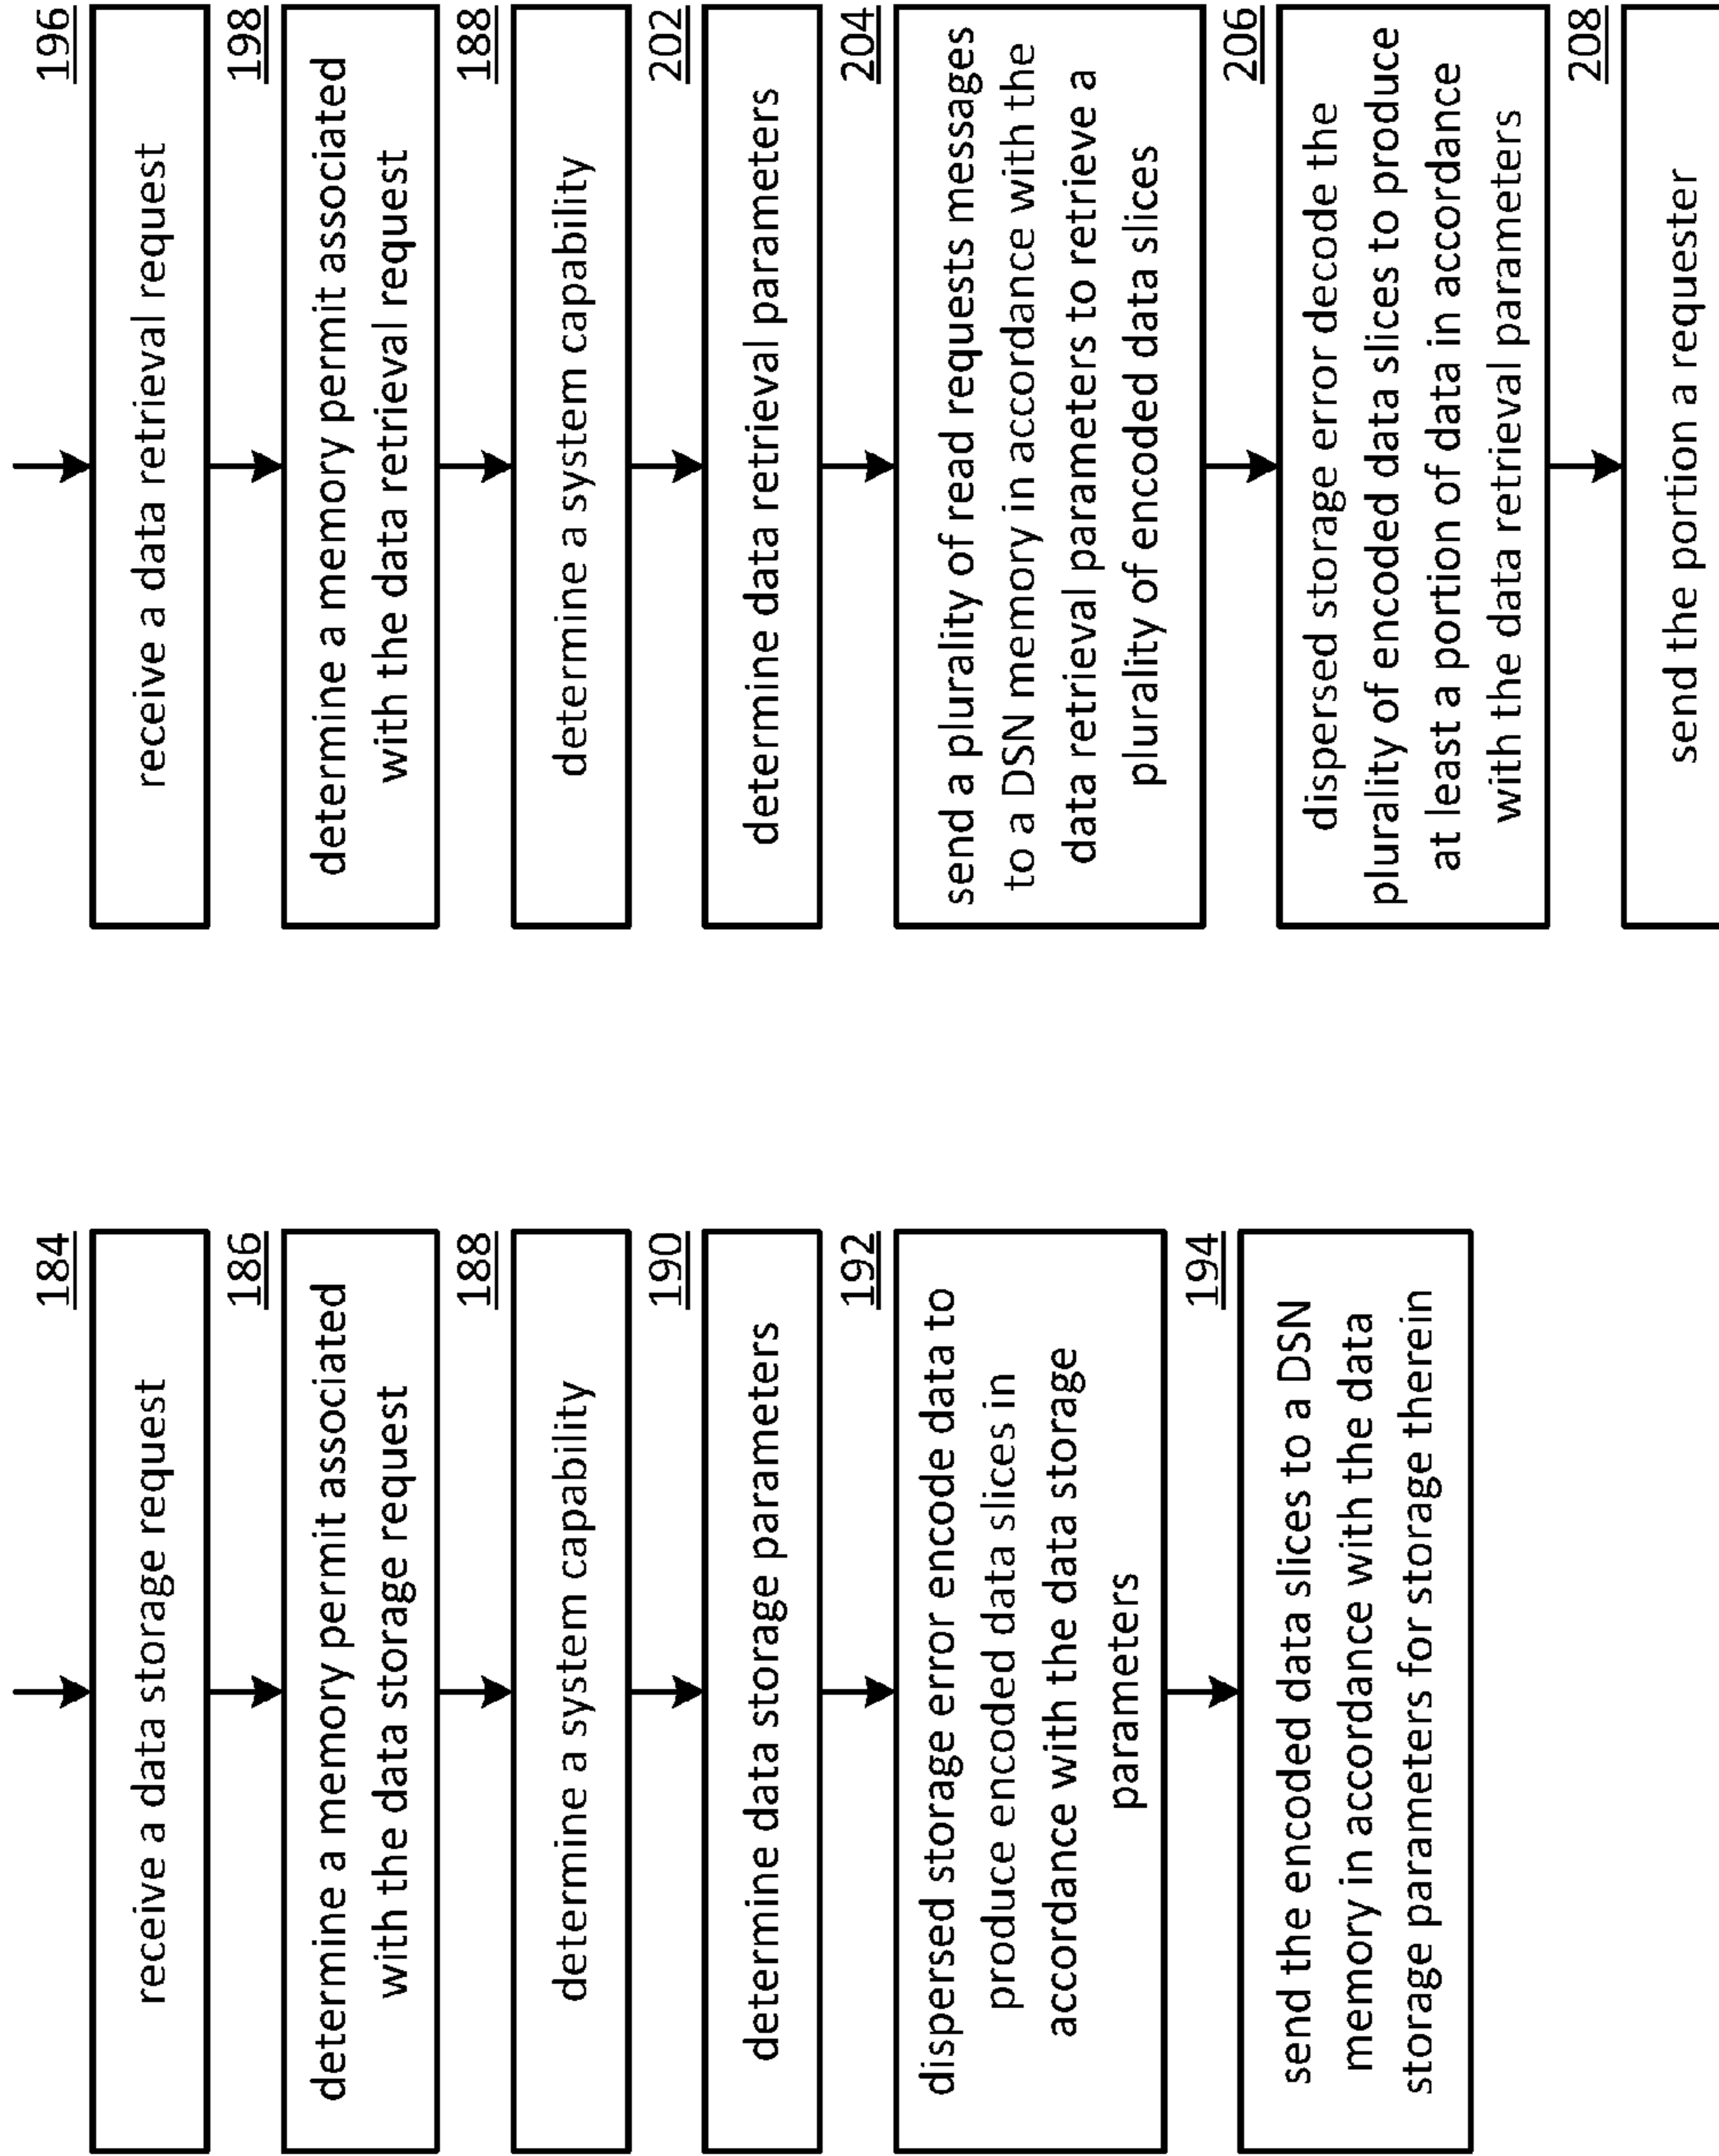 184
receive a data storage request
186
determine a memory permit associated
with the data storage request
188
determine a system capability
190
determine data storage parameters
192
dispersed storage error encode data to
produce encoded data slices in
accordance with the data storage
parameters
194
send the encoded data slices to a DSN
memory in accordance with the data
storage parameters for storage therein
196
receive a data retrieval request
198
determine a memory permit associated
with the data retrieval request
188
determine a system capability
202
determine data retrieval parameters
204
send a plurality of read requests messages
to a DSN memory in accordance with the
data retrieval parameters to retrieve a
plurality of encoded data slices
206
dispersed storage error decode the
plurality of encoded data slices to produce
at least a portion of data in accordance
with the data retrieval parameters
208
send the portion a requester